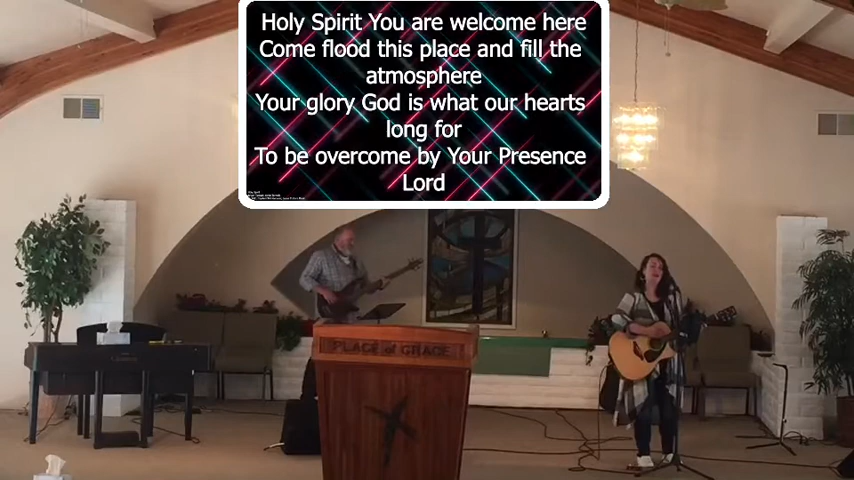 Holy Spirit You are welcome here
Come flood this place and fill the
atmosphere
Your glory God is what our hearts
long for
To be overcome by Your Presence
Lord
PLACE of GRACE